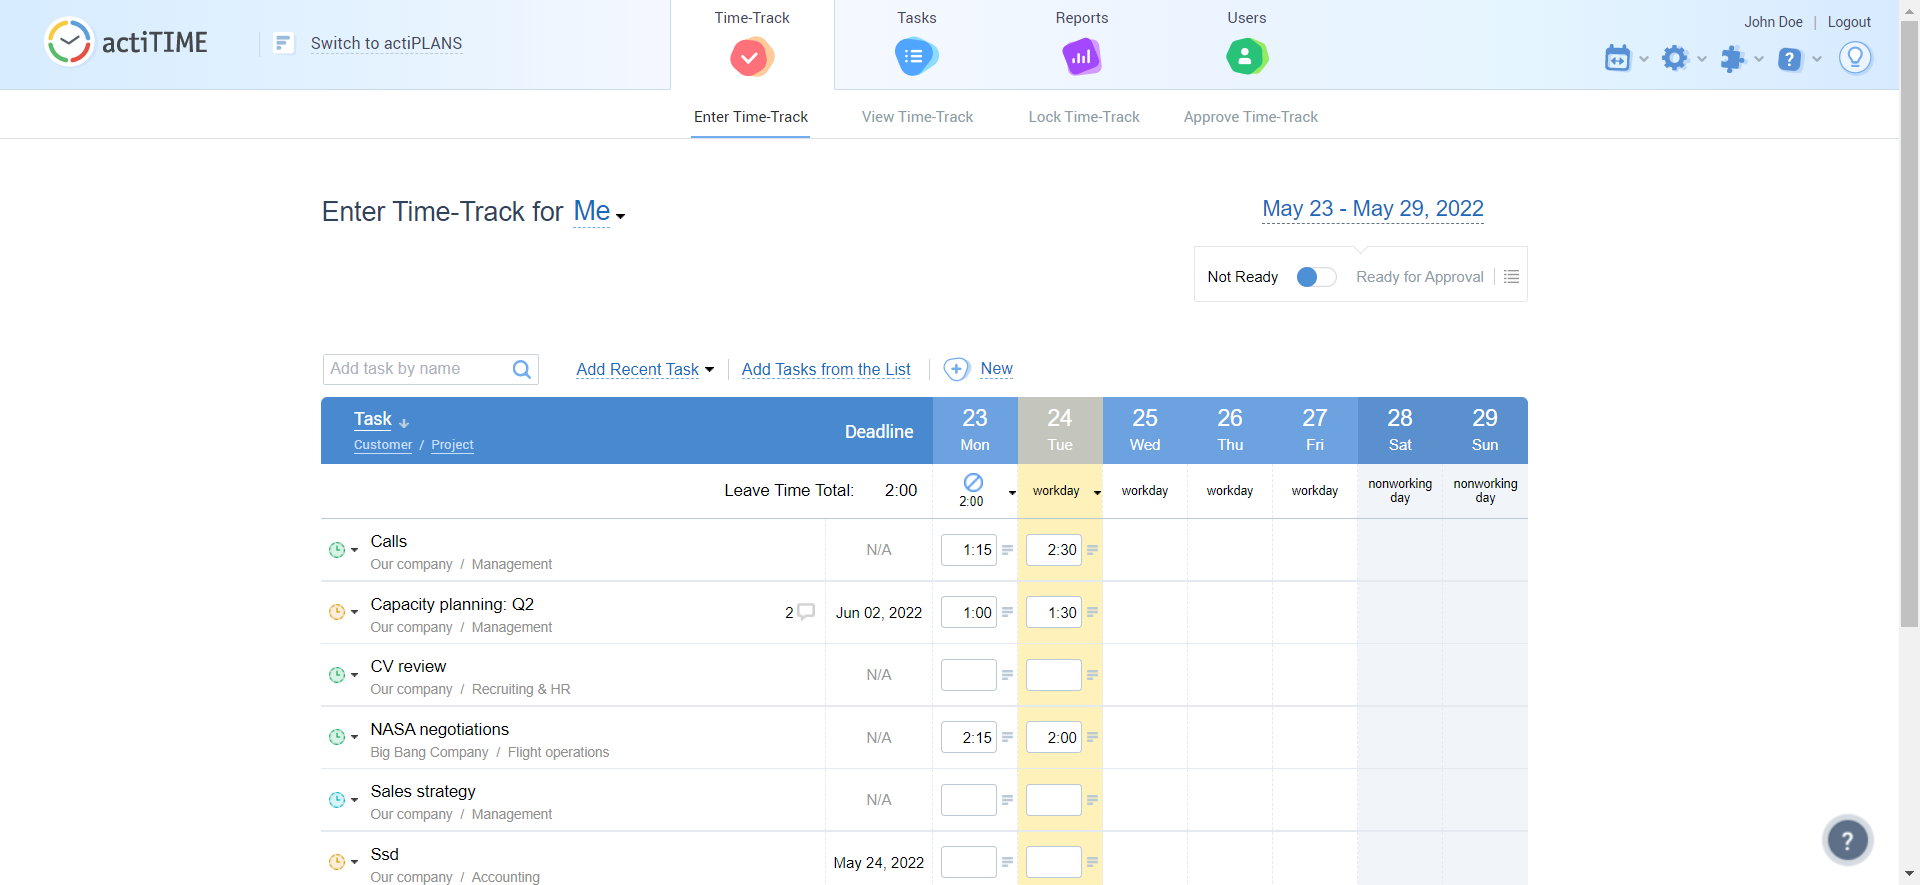 actiTIME
Switch to actiPLANS
Time-Track
Tasks
Reports
Users
John Doe | Logout
?
Enter Time-Track
View Time-Track
Lock Time-Track
Approve Time-Track
Enter Time-Track for Me
May 23 - May 29, 2022
Not Ready
Ready for Approval
Add task by name
Add Recent Task
Add Tasks from the List
New
Task
Customer / Project
Deadline
23 Mon
24 Tue
25 Wed
26 Thu
27 Fri
28 Sat
29 Sun
Leave Time Total: 2:00
2:00
workday
workday
workday
workday
nonworking day
nonworking day
Calls
Our company / Management
N/A
1:15
2:30
Capacity planning: Q2
Our company / Management
2
Jun 02, 2022
1:00
1:30
CV review
Our company / Recruiting & HR
N/A
NASA negotiations
Big Bang Company / Flight operations
N/A
2:15
2:00
Sales strategy
Our company / Management
N/A
Ssd
Our company / Accounting
May 24, 2022
?